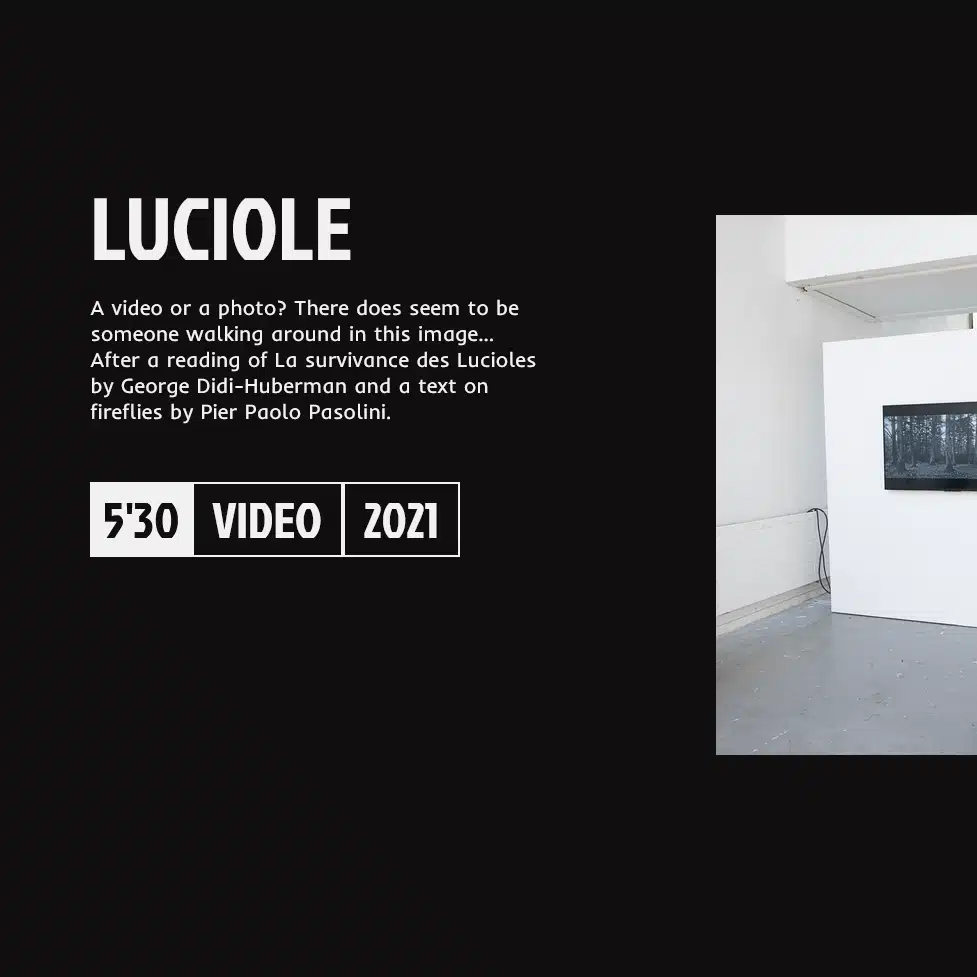 LUCIOLE
A video or a photo? There does seem to be
someone walking around in this image...
After a reading of La survivance des Lucioles
by George Didi-Huberman and a text on
fireflies by Pier Paolo Pasolini.
5'30 VIDEO 2021